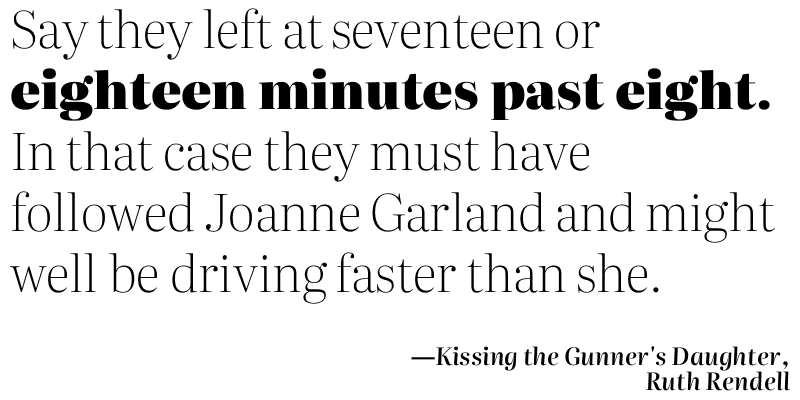 Say they left at seventeen or
eighteen minutes past eight.
In that case they must have
followed Joanne Garland and might
well be driving faster than she.
—Kissing the Gunner's Daughter,
Ruth Rendell